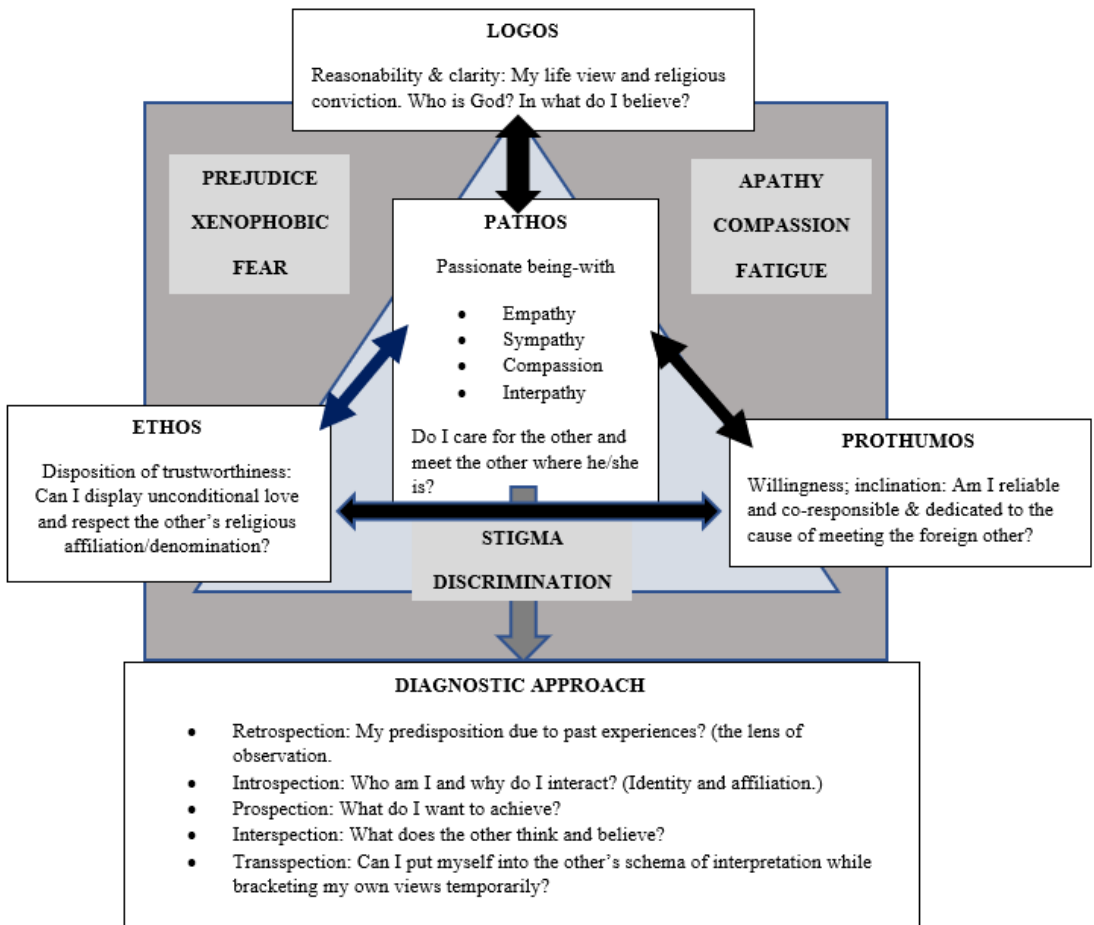 LOGOS
Reasonability & clarity: My life view and religious
conviction. Who is God? In what do I believe?
PREJUDICE
XENOPHOBIC
FEAR
APATHY
COMPASSION
FATIGUE
PATHOS
Passionate being-with
• Empathy
• Sympathy
• Compassion
• Interpathy
Do I care for the other and
meet the other where he/she
is?
ETHOS
Disposition of trustworthiness:
Can I display unconditional love
and respect the other’s religious
affiliation/denomination?
PROTHUMOS
Willingness; inclination: Am I reliable
and co-responsible & dedicated to the
cause of meeting the foreign other?
STIGMA
DISCRIMINATION
DIAGNOSTIC APPROACH
• Retrospection: My predisposition due to past experiences? (the lens of
observation.
• Introspection: Who am I and why do I interact? (Identity and affiliation.)
• Prospection: What do I want to achieve?
• Interspection: What does the other think and believe?
• Transspection: Can I put myself into the other’s schema of interpretation while
bracketing my own views temporarily?